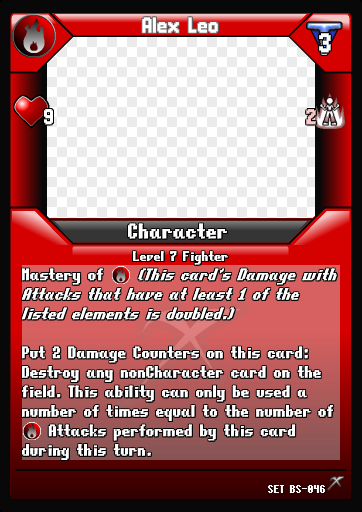 Alex Leo
3
9
2
Character
Level 7 Fighter
Mastery of (This card's Damage with
Attacks that have at least 1 of the
listed elements is doubled.)
Put 2 Damage Counters on this card:
Destroy any nonCharacter card on the
field. This ability can only be used a
number of times equal to the number of
Attacks performed by this card
during this turn.
SET BS-046